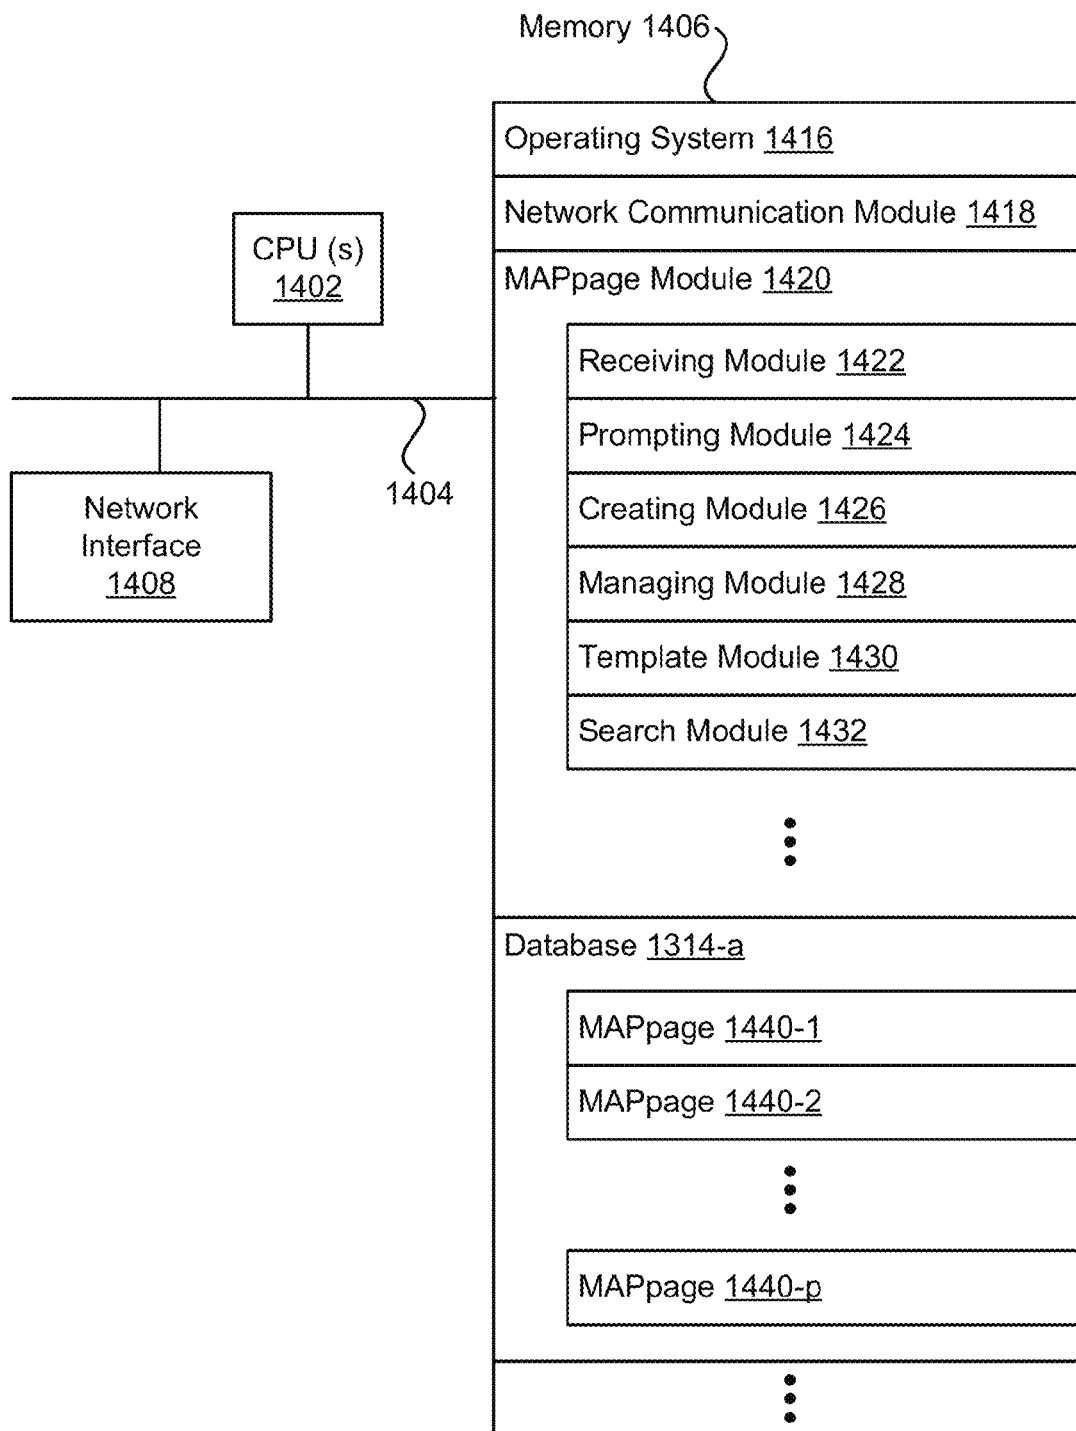 Memory 1406
Operating System 1416
Network Communication Module 1418
CPU (s)
1402
MAPpage Module 1420
Receiving Module 1422
Prompting Module 1424
1404
Network
Interface
1408
Creating Module 1426
Managing Module 1428
Template Module 1430
Search Module 1432
Database 1314-a
MAPpage 1440-1
MAPpage 1440-2
MAPpage 1440-p